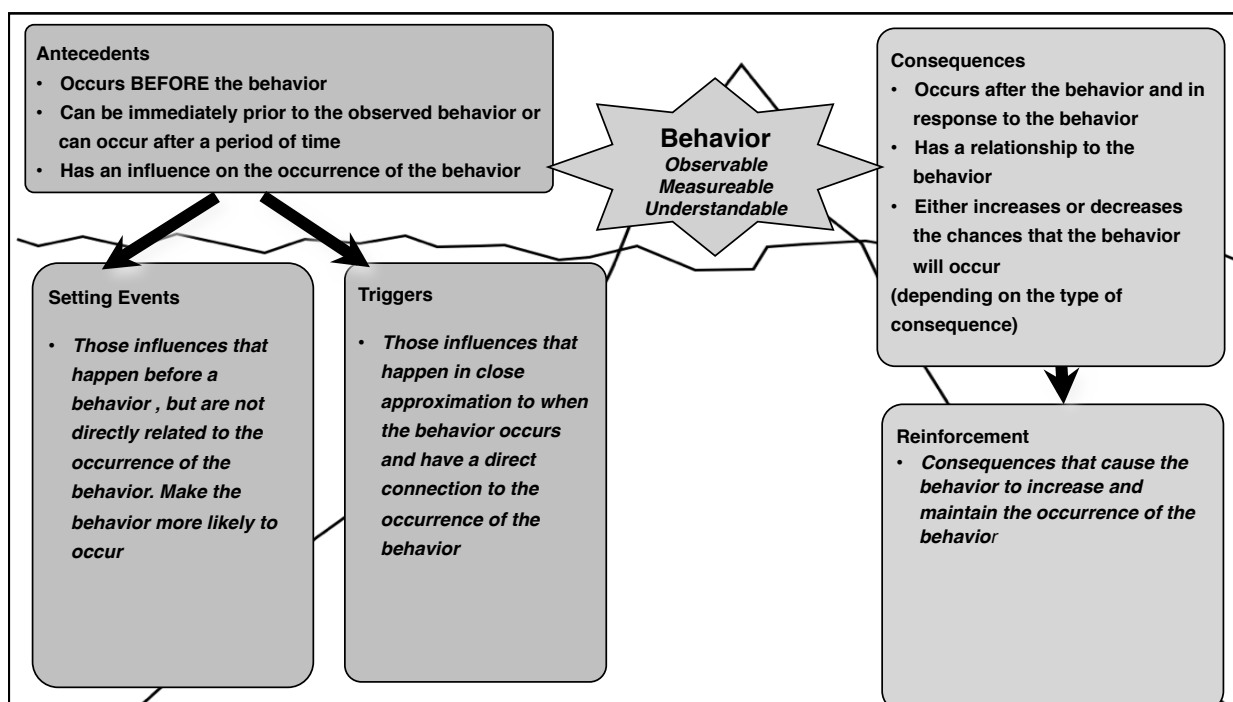 Antecedents
• Occurs BEFORE the behavior
• Can be immediately prior to the observed behavior or
can occur after a period of time
• Has an influence on the occurrence of the behavior
Behavior
Observable
Measureable
Understandable
Consequences
• Occurs after the behavior and in
response to the behavior
• Has a relationship to the
behavior
• Either increases or decreases
the chances that the behavior
will occur
(depending on the type of
consequence)
Setting Events
• Those influences that
happen before a
behavior , but are not
directly related to the
occurrence of the
behavior. Make the
behavior more likely to
occur
Triggers
• Those influences that
happen in close
approximation to when
the behavior occurs
and have a direct
connection to the
occurrence of the
behavior
Reinforcement
• Consequences that cause the
behavior to increase and
maintain the occurrence of the
behavior